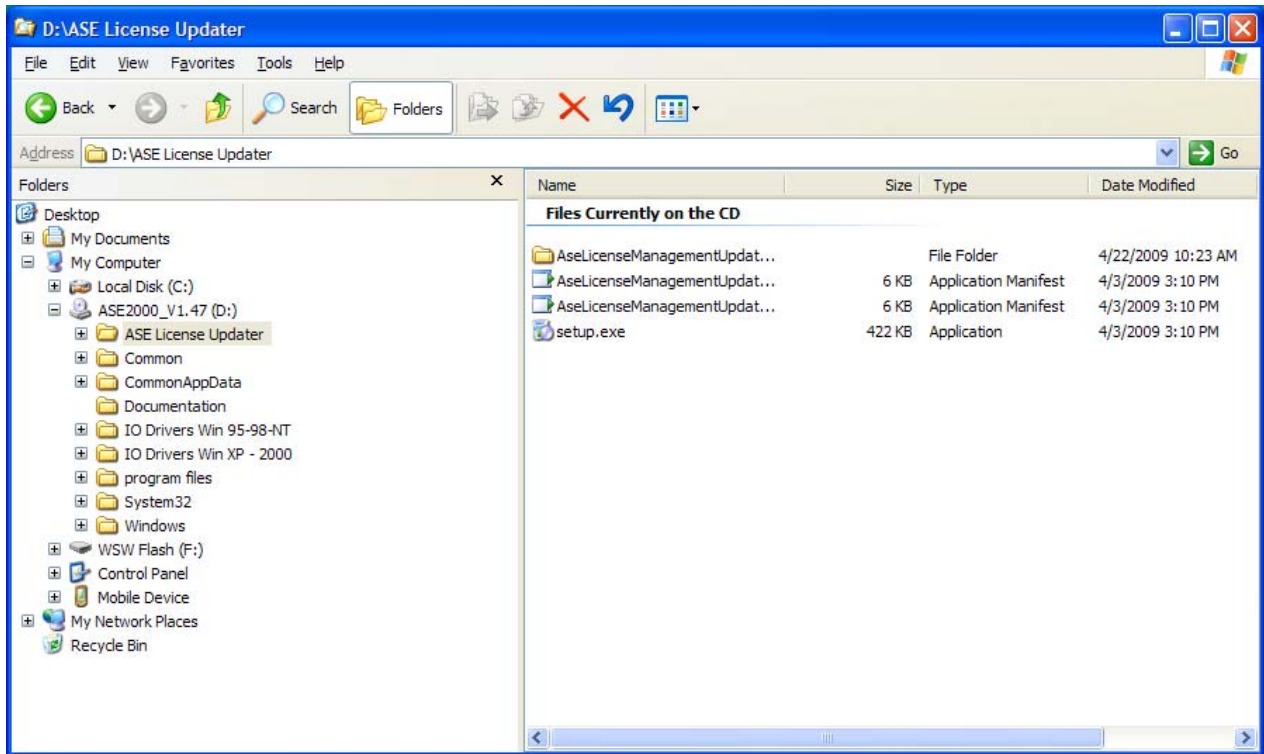 D:\ASE License Updater
File Edit View Favorites Tools Help
Back Search Folders
Address D:\ASE License Updater Go
Folders
Desktop
My Documents
My Computer
Local Disk (C:)
ASE2000_V1.47 (D:)
ASE License Updater
Common
CommonAppData
Documentation
IO Drivers Win 95-98-NT
IO Drivers Win XP - 2000
program files
System32
Windows
WSW Flash (F:)
Control Panel
Mobile Device
My Network Places
Recycle Bin
Name Size Type Date Modified
Files Currently on the CD
AseLicenseManagementUpdat... File Folder 4/22/2009 10:23 AM
AseLicenseManagementUpdat... 6 KB Application Manifest 4/3/2009 3:10 PM
AseLicenseManagementUpdat... 6 KB Application Manifest 4/3/2009 3:10 PM
setup.exe 422 KB Application 4/3/2009 3:10 PM